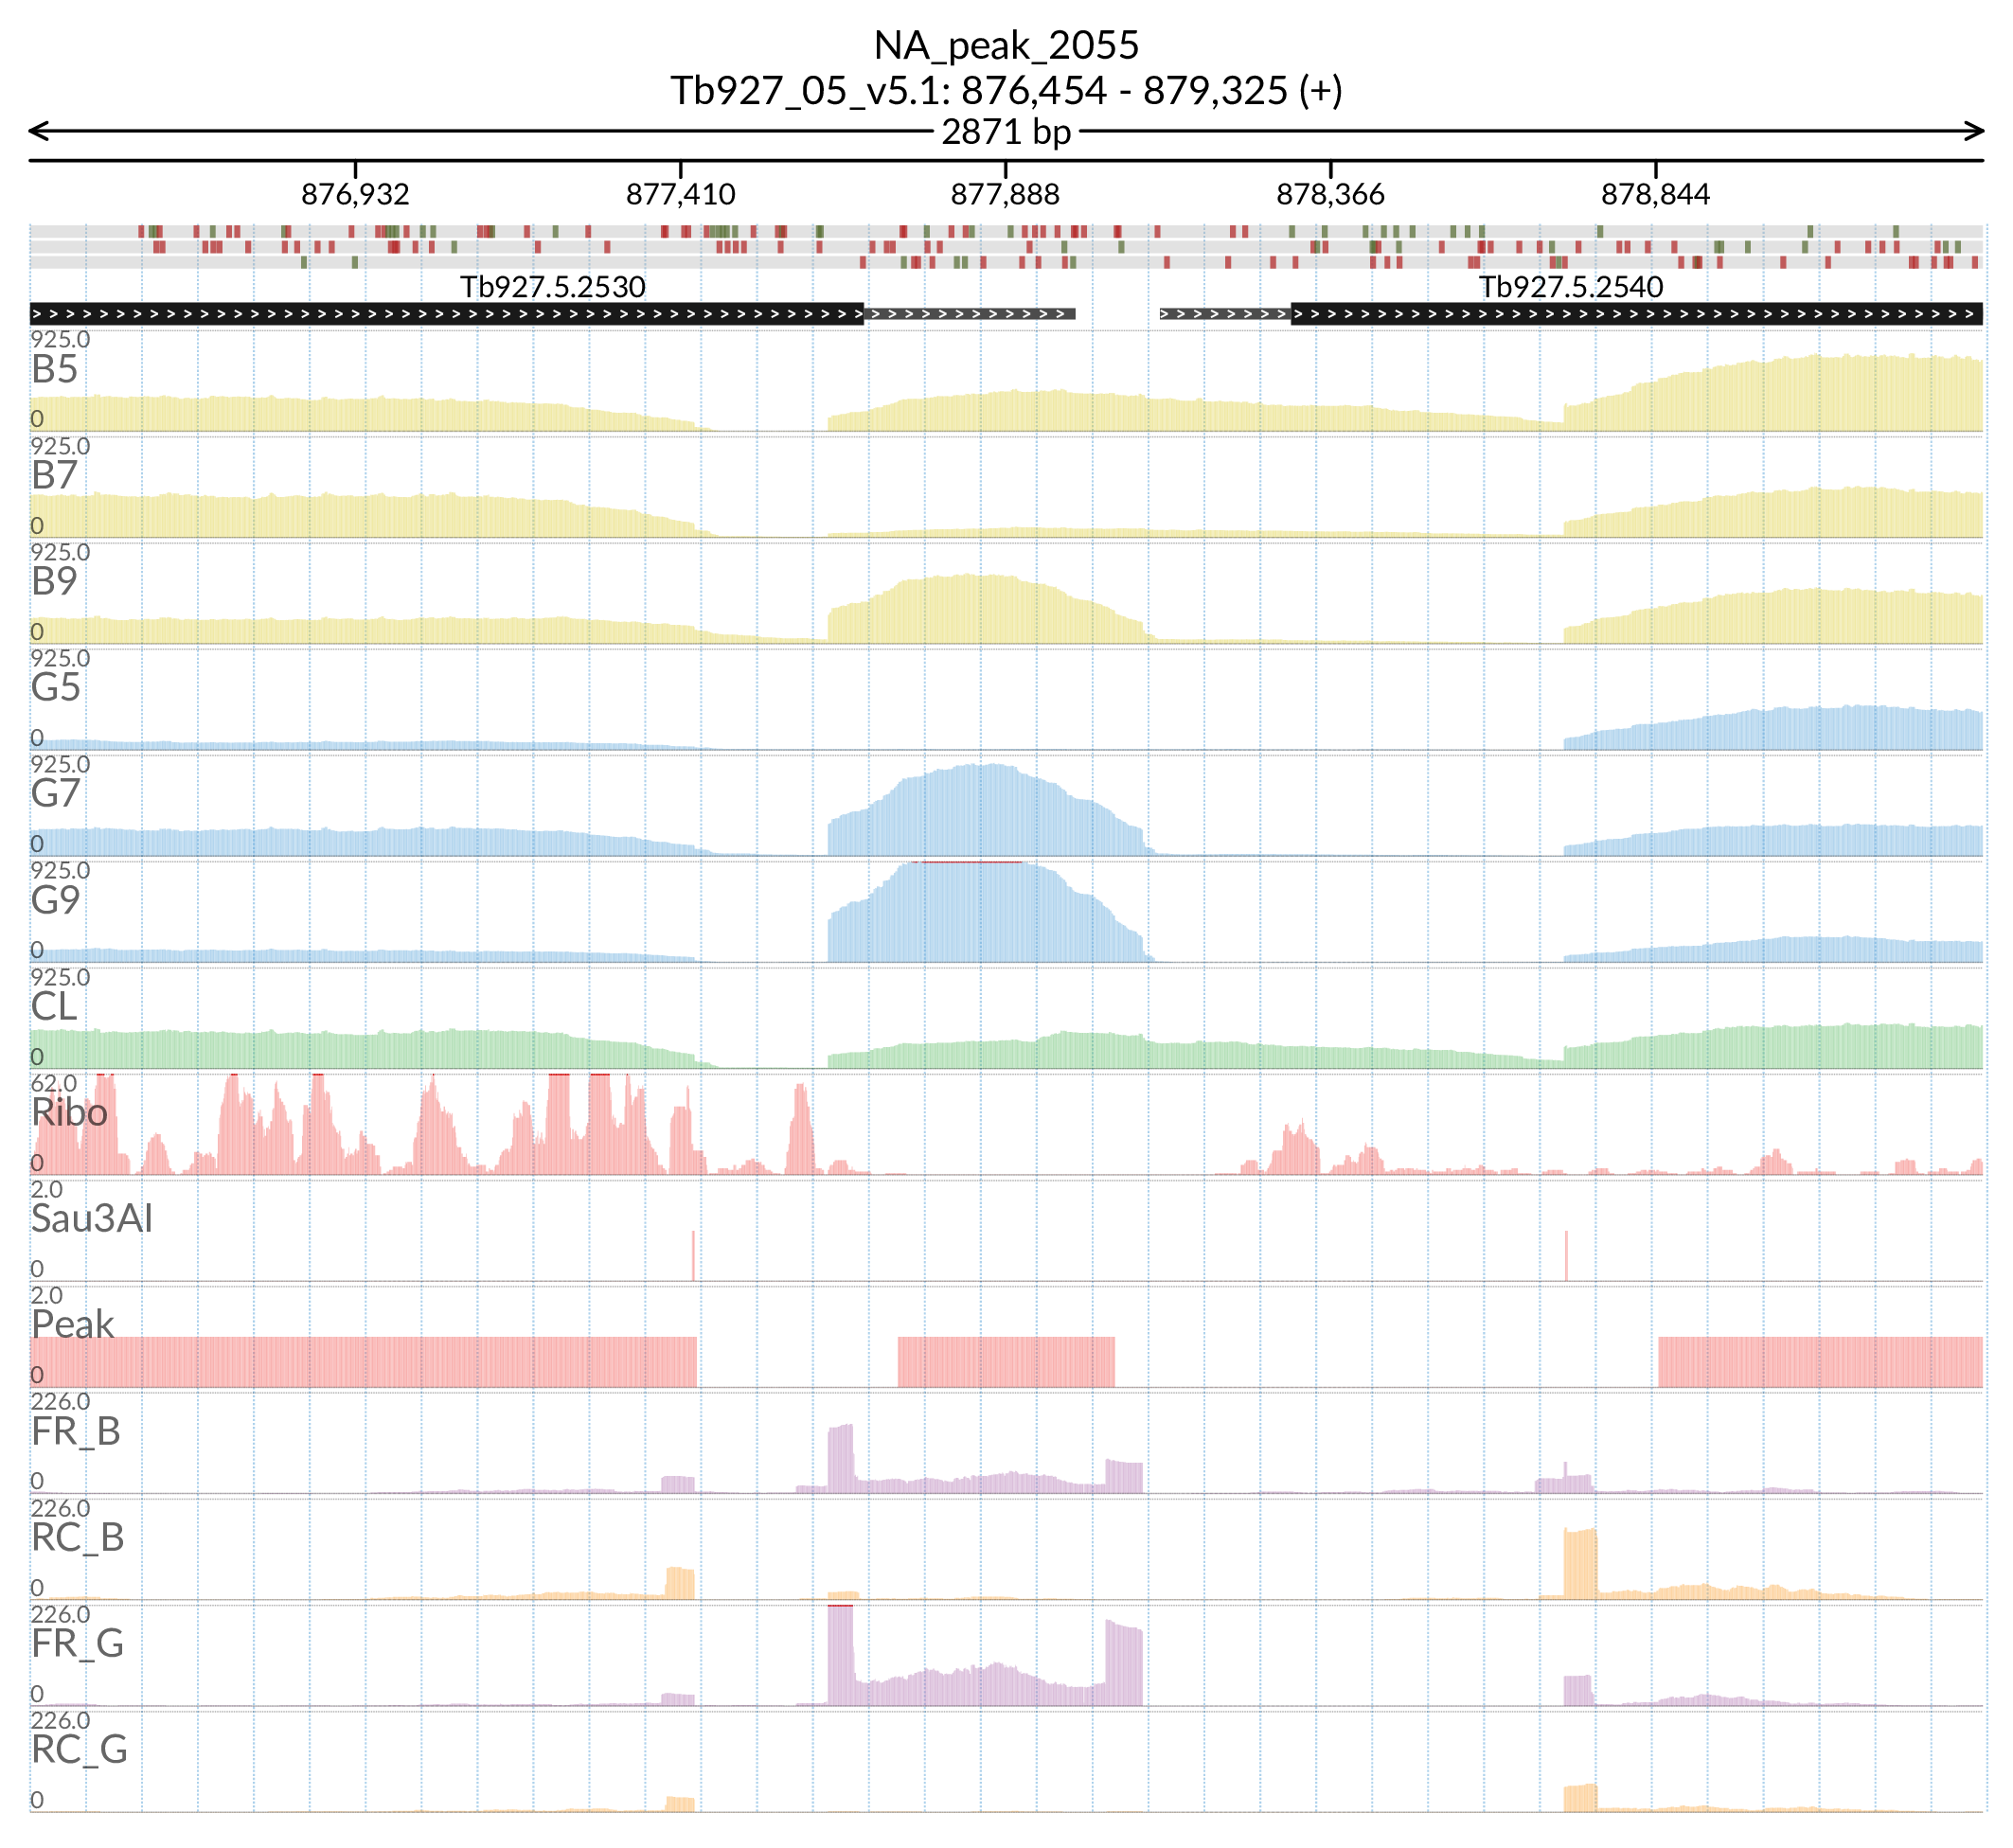 NA_peak_2055
Tb927_05_v5.1: 876,454 - 879,325 (+)
2871 bp
876,932 877,410 877,888 878,366 878,844
Tb927.5.2530 Tb927.5.2540
925.0
B5
0
925.0
B7
0
925.0
B9
0
925.0
G5
0
925.0
G7
0
925.0
G9
0
925.0
CL
0
62.0
Ribo
0
2.0
Sau3AI
0
2.0
Peak
0
226.0
FR_B
0
226.0
RC_B
0
226.0
FR_G
0
226.0
RC_G
0